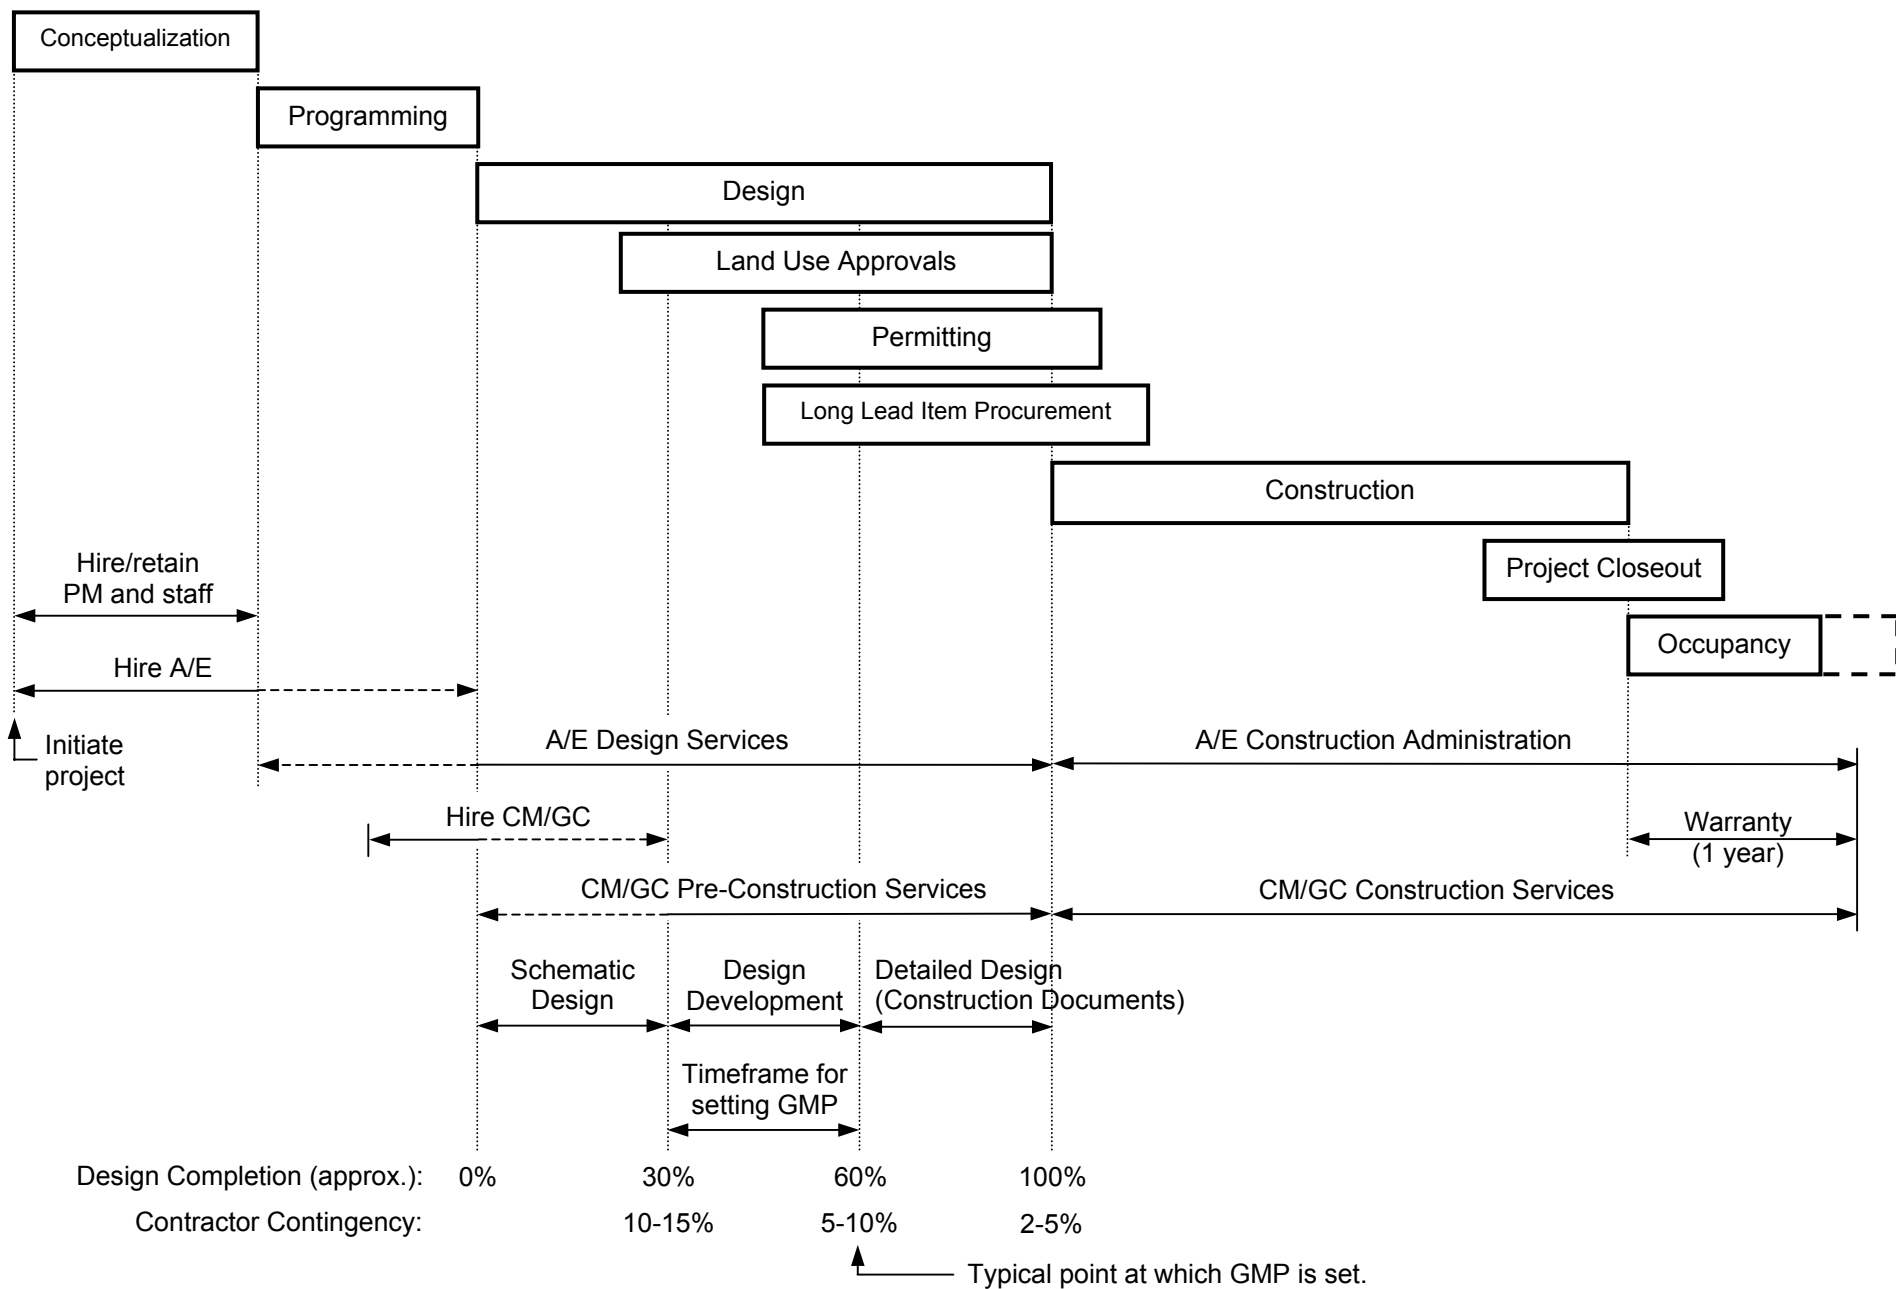 Conceptualization
Programming
Design
Land Use Approvals
Permitting
Long Lead Item Procurement
Construction
Project Closeout
Occupancy
Hire/retain
PM and staff
Hire A/E
Initiate
project
A/E Design Services
A/E Construction Administration
Hire CM/GC
Warranty
(1 year)
CM/GC Pre-Construction Services
CM/GC Construction Services
Schematic
Design
Design
Development
Detailed Design
(Construction Documents)
Timeframe for
setting GMP
Design Completion (approx.): 0% 30% 60% 100%
Contractor Contingency: 10-15% 5-10% 2-5%
Typical point at which GMP is set.